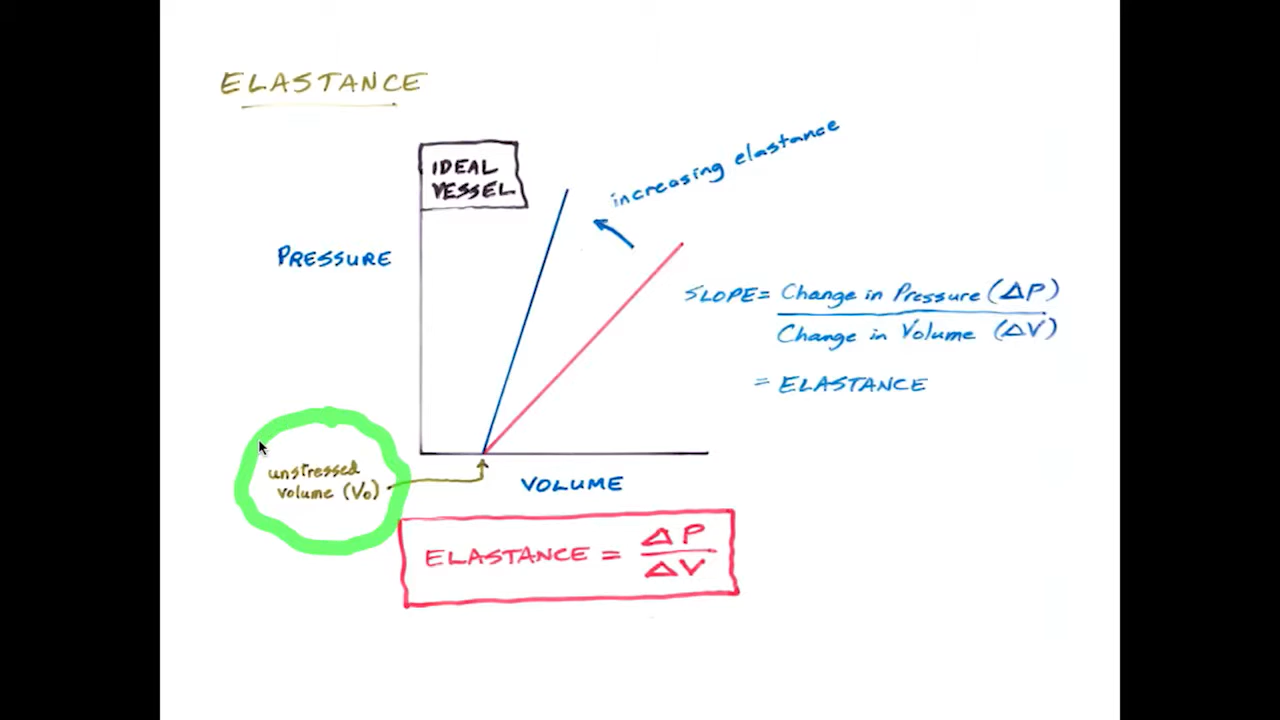 ELASTANCE
IDEAL
VESSEL
increasing elastance
PRESSURE
SLOPE = Change in Pressure (ΔP)
Change in Volume (ΔV)
= ELASTANCE
unstressed
volume (Vo)
VOLUME
ELASTANCE = ΔP
ΔV